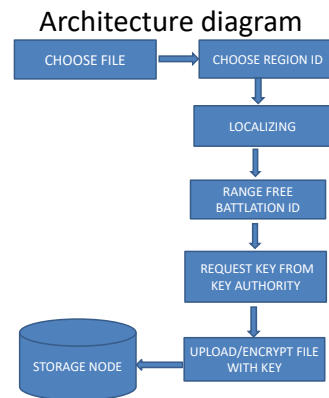 Architecture diagram
CHOOSE FILE
CHOOSE REGION ID
LOCALIZING
RANGE FREE
BATTLATION ID
REQUEST KEY FROM
KEY AUTHORITY
UPLOAD/ENCRYPT FILE
WITH KEY
STORAGE NODE